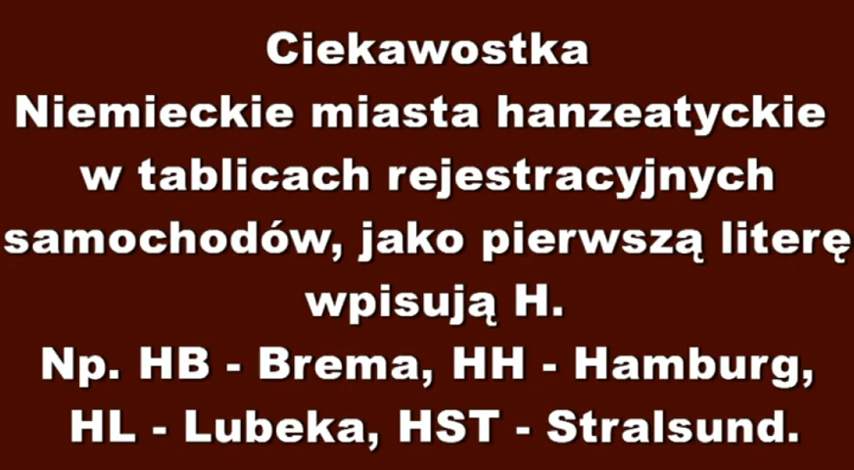 Ciekawostka
Niemieckie miasta hanzeatyckie
w tablicach rejestracyjnych
samochodów, jako pierwszą literę
wpisują H.
Np. HB - Brema, HH - Hamburg,
HL - Lubeka, HST - Stralsund.